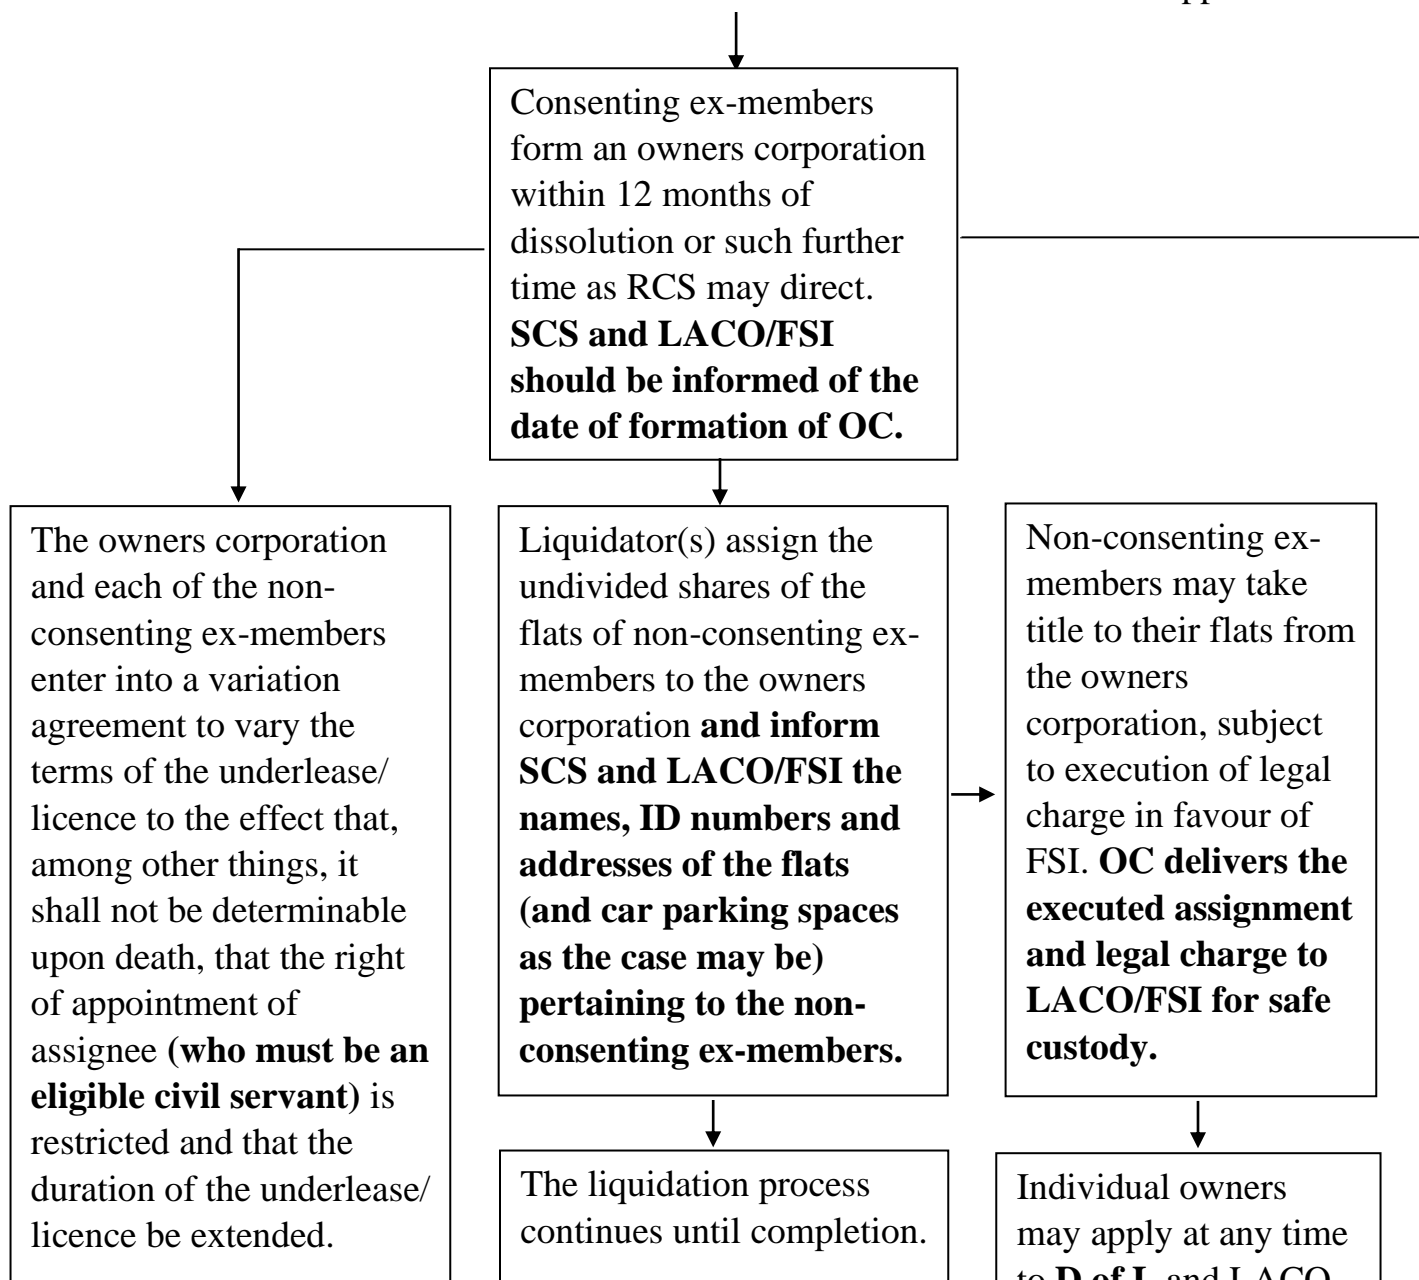 Consenting ex-members
form an owners corporation
within 12 months of
dissolution or such further
time as RCS may direct.
SCS and LACO/FSI
should be informed of the
date of formation of OC.
The owners corporation
and each of the non-
consenting ex-members
enter into a variation
agreement to vary the
terms of the underlease/
licence to the effect that,
among other things, it
shall not be determinable
upon death, that the right
of appointment of
assignee (who must be an
eligible civil servant) is
restricted and that the
duration of the underlease/
licence be extended.
Liquidator(s) assign the
undivided shares of the
flats of non-consenting ex-
members to the owners
corporation and inform
SCS and LACO/FSI the
names, ID numbers and
addresses of the flats
(and car parking spaces
as the case may be)
pertaining to the non-
consenting ex-members.
Non-consenting ex-
members may take
title to their flats from
the owners
corporation, subject
to execution of legal
charge in favour of
FSI. OC delivers the
executed assignment
and legal charge to
LACO/FSI for safe
custody.
The liquidation process
continues until completion.
Individual owners
may apply at any time
to D of L and LACO